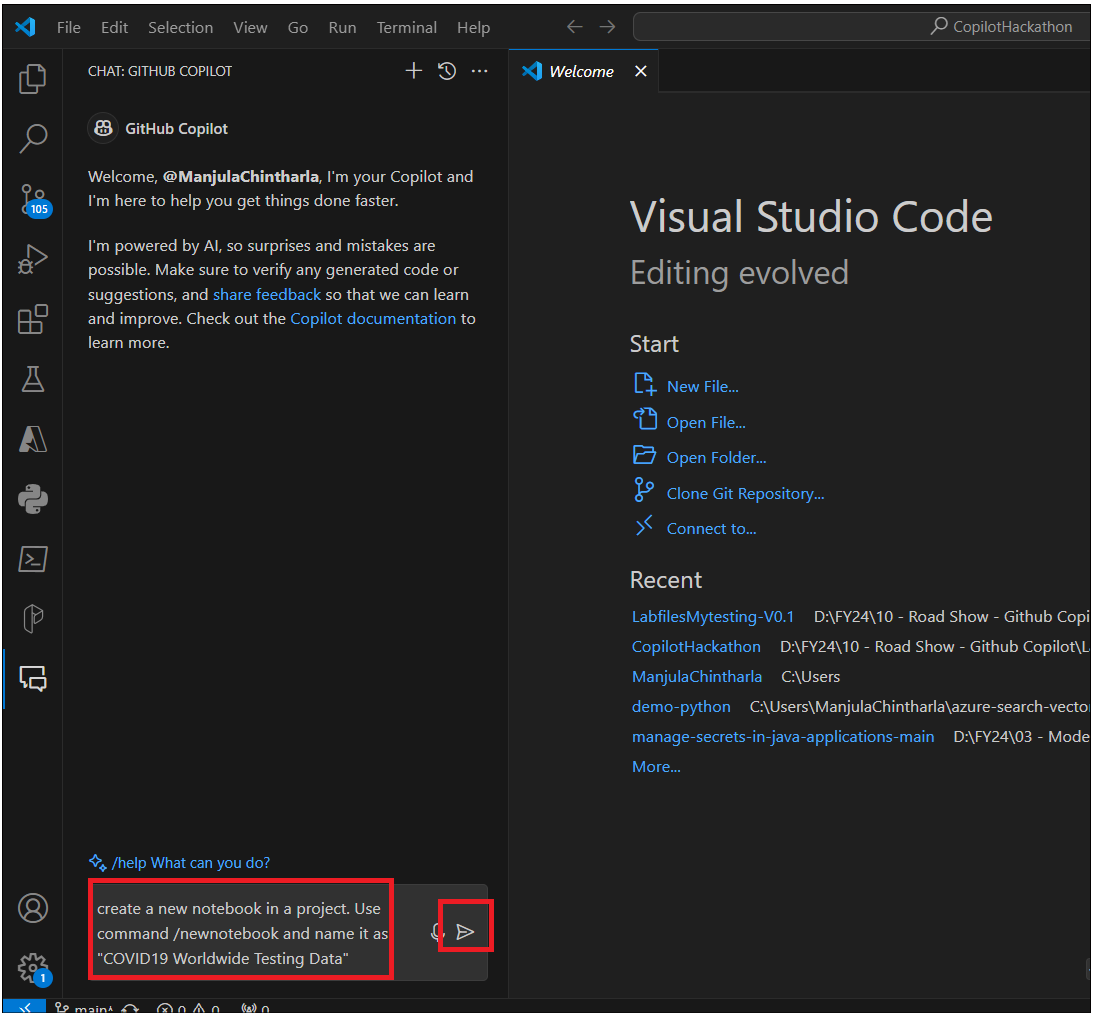 File Edit Selection View Go Run Terminal Help
CopilotHackathon
CHAT: GITHUB COPILOT
GitHub Copilot
Welcome, @ManjulaChintharla, I'm your Copilot and
I'm here to help you get things done faster.
I'm powered by AI, so surprises and mistakes are
possible. Make sure to verify any generated code or
suggestions, and share feedback so that we can learn
and improve. Check out the Copilot documentation to
learn more.
/help What can you do?
create a new notebook in a project. Use
command /newnotebook and name it as
"COVID19 Worldwide Testing Data"
105
1
Welcome
Visual Studio Code
Editing evolved
Start
New File...
Open File...
Open Folder...
Clone Git Repository...
Connect to...
Recent
LabfilesMytesting-V0.1 D:\FY24\10 - Road Show - Github Copi
CopilotHackathon D:\FY24\10 - Road Show - Github Copilot\L
ManjulaChintharla C:\Users
demo-python C:\Users\ManjulaChintharla\azure-search-vecto
manage-secrets-in-java-applications-main D:\FY24\03 - Mode
More...
main* 0 0 0